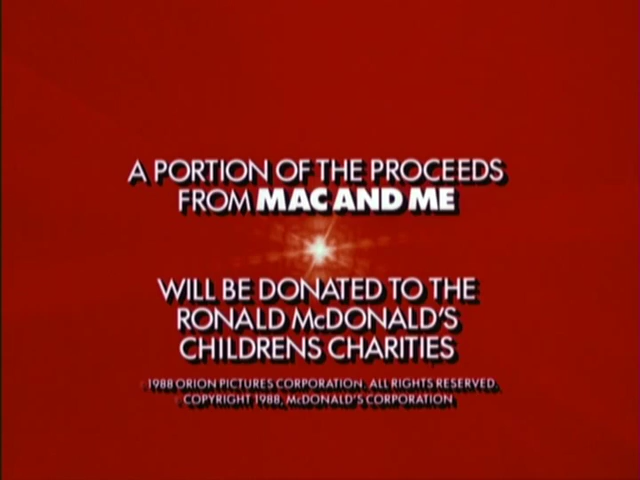 A PORTION OF THE PROCEEDS
FROM MAC AND ME
WILL BE DONATED TO THE
RONALD McDONALD'S
CHILDRENS CHARITIES
1988 ORION PICTURES CORPORATION. ALL RIGHTS RESERVED.
COPYRIGHT 1988, McDONALD'S CORPORATION